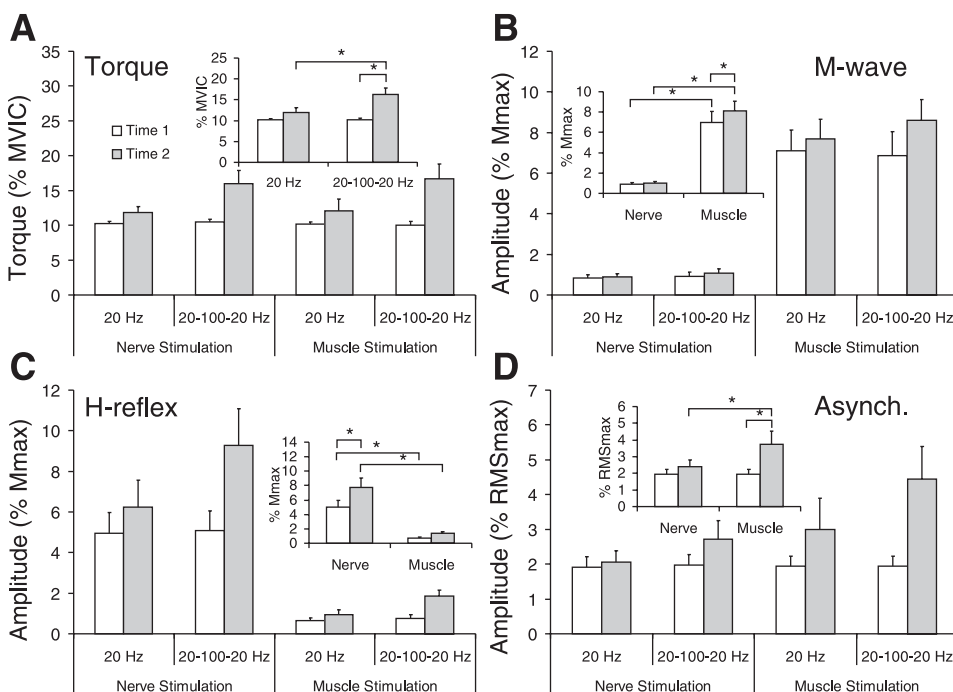 A
Torque
Torque (% MVIC)
35
30
25
20
15
10
5
0
Time 1
Time 2
% MVIC
25
20
15
10
5
0
*
*
20 Hz 20-100-20 Hz
20 Hz 20-100-20 Hz 20 Hz 20-100-20 Hz
Nerve Stimulation Muscle Stimulation
B
M-wave
Amplitude (% Mmax)
12
10
8
6
4
2
0
% Mmax
10
8
6
4
2
0
*
*
*
Nerve Muscle
20 Hz 20-100-20 Hz 20 Hz 20-100-20 Hz
Nerve Stimulation Muscle Stimulation
C
H-reflex
Amplitude (% Mmax)
12
10
8
6
4
2
0
% Mmax
14
12
10
8
6
4
2
0
*
*
*
Nerve Muscle
20 Hz 20-100-20 Hz 20 Hz 20-100-20 Hz
Nerve Stimulation Muscle Stimulation
D
Asynch.
Amplitude (% RMSmax)
7
6
5
4
3
2
1
0
% RMSmax
6
5
4
3
2
1
0
*
*
Nerve Muscle
20 Hz 20-100-20 Hz 20 Hz 20-100-20 Hz
Nerve Stimulation Muscle Stimulation